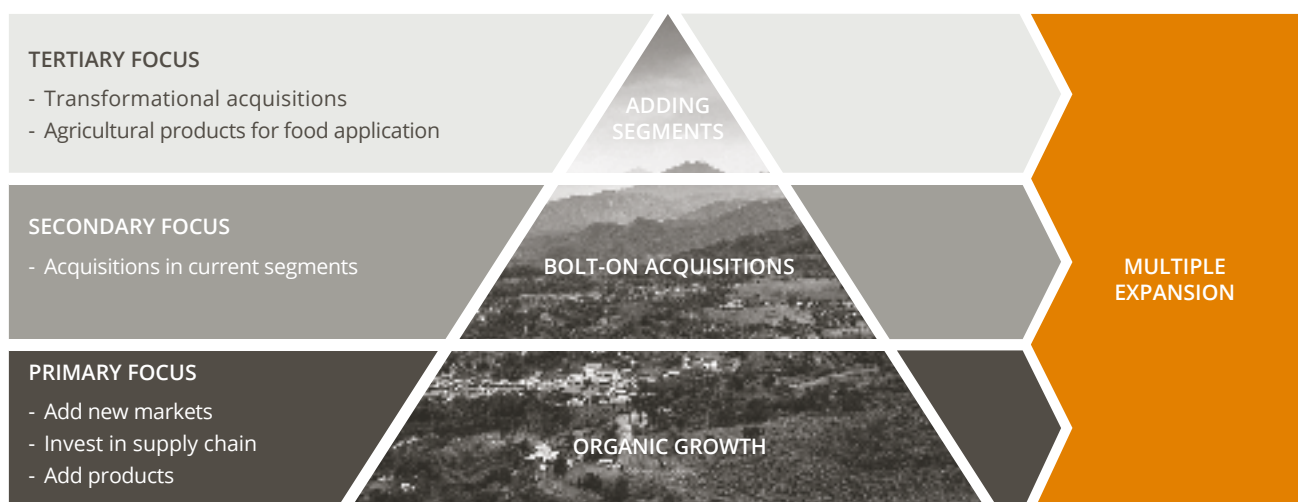 TERTIARY FOCUS
- Transformational acquisitions
- Agricultural products for food application
ADDING
SEGMENTS
SECONDARY FOCUS
- Acquisitions in current segments
BOLT-ON ACQUISITIONS
PRIMARY FOCUS
- Add new markets
- Invest in supply chain
- Add products
ORGANIC GROWTH
MULTIPLE
EXPANSION